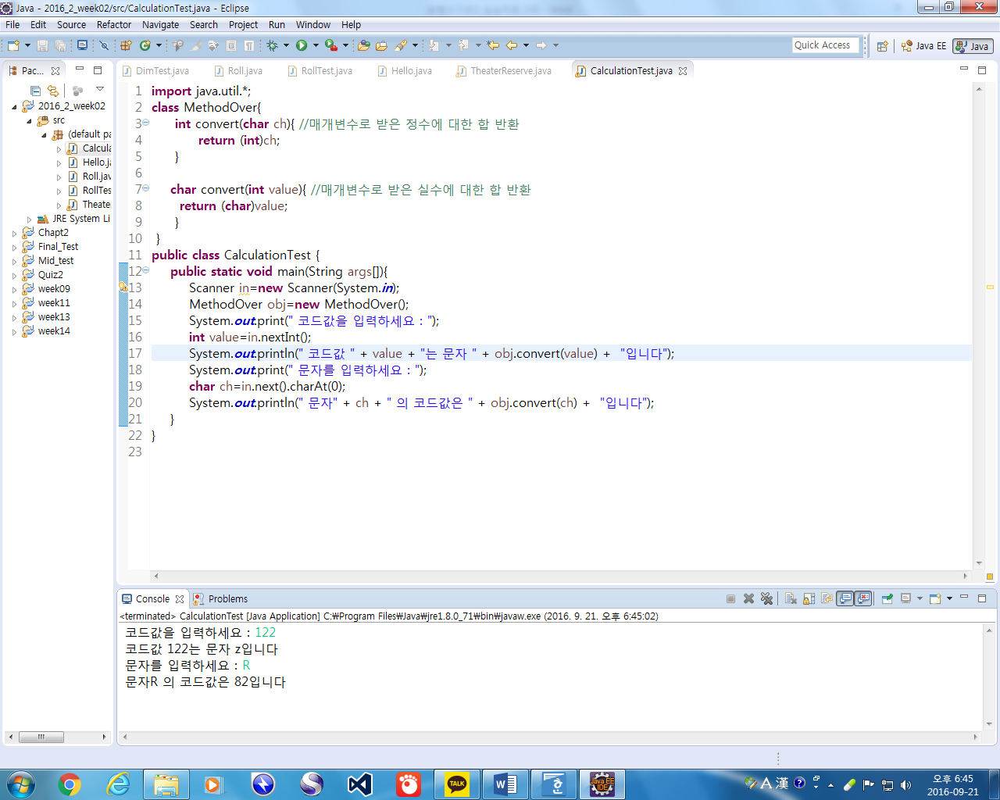 Java - 2016_2_week02/src/CalculationTest.java - Eclipse
File Edit Source Refactor Navigate Search Project Run Window Help
Quick Access
Java EE
Java
Pac...
DimTest.java
Roll.java
RollTest.java
Hello.java
TheaterReserve.java
CalculationTest.java
2016_2_week02
src
(default pa
Calcula
Hello.ja
Roll.jav
RollTes
Theate
JRE System Li
Chapt2
Final_Test
Mid_test
Quiz2
week09
week11
week13
week14
1 import java.util.*;
2 class MethodOver{
3 int convert(char ch){ //매개변수로 받은 정수에 대한 합 반환
4 return (int)ch;
5 }
6
7 char convert(int value){ //매개변수로 받은 실수에 대한 합 반환
8 return (char)value;
9 }
10 }
11 public class CalculationTest {
12 public static void main(String args[]){
13 Scanner in=new Scanner(System.in);
14 MethodOver obj=new MethodOver();
15 System.out.print(" 코드값을 입력하세요 : ");
16 int value=in.nextInt();
17 System.out.println(" 코드값 " + value + "는 문자 " + obj.convert(value) + "입니다");
18 System.out.print(" 문자를 입력하세요 : ");
19 char ch=in.next().charAt(0);
20 System.out.println(" 문자" + ch + " 의 코드값은 " + obj.convert(ch) + "입니다");
21 }
22 }
23
Console
Problems
<terminated> CalculationTest [Java Application] C:₩Program Files₩Java₩jre1.8.0_71₩bin₩javaw.exe (2016. 9. 21. 오후 6:45:02)
코드값을 입력하세요 : 122
코드값 122는 문자 z입니다
문자를 입력하세요 : R
문자R 의 코드값은 82입니다
TALK
Java EE
IDE
A 漢
오후 6:45
2016-09-21